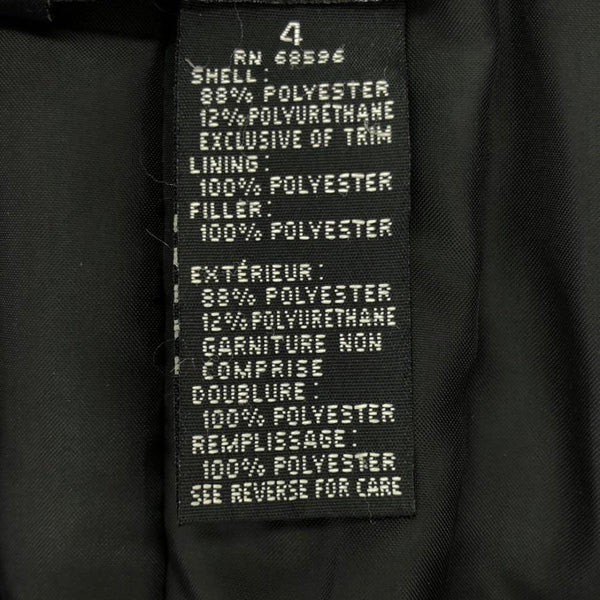 4
RN 68596
SHELL:
88% POLYESTER
12% POLYURETHANE
EXCLUSIVE OF TRIM
LINING:
100% POLYESTER
FILLER:
100% POLYESTER
EXTÉRIEUR:
88% POLYESTER
12% POLYURETHANE
GARNITURE NON
COMPRISE
DOUBLURE:
100% POLYESTER
REMPLISSAGE:
100% POLYESTER
SEE REVERSE FOR CARE